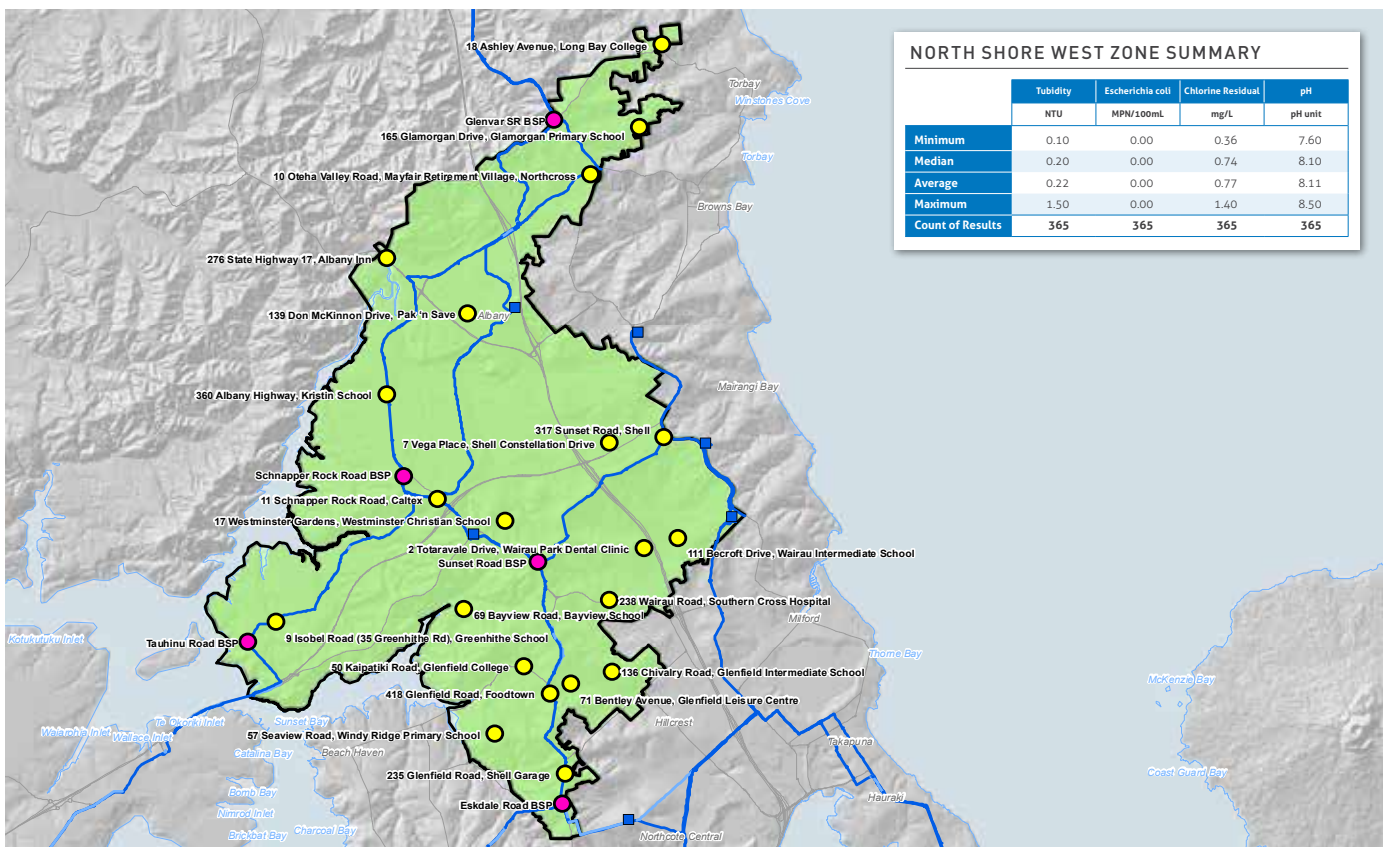 18 Ashley Avenue, Long Bay College
Torbay
Winstones Cove
Glenvar SR BSP
165 Glamorgan Drive, Glamorgan Primary School
Torbay
10 Oteha Valley Road, Mayfair Retirement Village, Northcross
Browns Bay
276 State Highway 17, Albany Inn
139 Don McKinnon Drive, Pak 'n Save
Albany
Mairangi Bay
360 Albany Highway, Kristin School
317 Sunset Road, Shell
7 Vega Place, Shell Constellation Drive
Schnapper Rock Road BSP
11 Schnapper Rock Road, Caltex
17 Westminster Gardens, Westminster Christian School
2 Totaravale Drive, Wairau Park Dental Clinic
111 Becroft Drive, Wairau Intermediate School
Sunset Road BSP
238 Wairau Road, Southern Cross Hospital
69 Bayview Road, Bayview School
Milford
Kotukutuku Inlet
Tauhinu Road BSP
9 Isobel Road (35 Greenhithe Rd), Greenhithe School
Thorne Bay
50 Kaipatiki Road, Glenfield College
136 Chivalry Road, Glenfield Intermediate School
McKenzie Bay
418 Glenfield Road, Foodtown
71 Bentley Avenue, Glenfield Leisure Centre
Te Okoriki Inlet
Sunset Bay
Hillcrest
Waiarohia Inlet
Wallace Inlet
57 Seaview Road, Windy Ridge Primary School
Takapuna
Catalina Bay
Beach Haven
Coast Guard Bay
235 Glenfield Road, Shell Garage
Bomb Bay
Hauraki
Eskdale Road BSP
Nimrod Inlet
Charcoal Bay
Brickbat Bay
Northcote Central
NORTH SHORE WEST ZONE SUMMARY
Tubidity Escherichia coli Chlorine Residual pH
NTU MPN/100mL mg/L pH unit
Minimum 0.10 0.00 0.36 7.60
Median 0.20 0.00 0.74 8.10
Average 0.22 0.00 0.77 8.11
Maximum 1.50 0.00 1.40 8.50
Count of Results 365 365 365 365